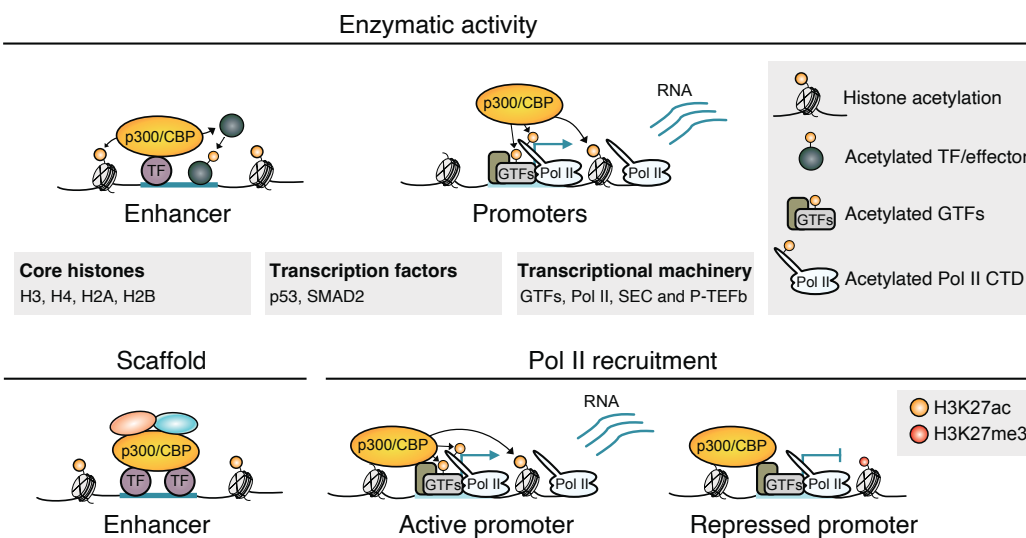 Enzymatic activity
p300/CBP
TF
Enhancer
p300/CBP
RNA
GTFs
Pol II
Pol II
Promoters
Histone acetylation
Acetylated TF/effector
GTFs
Acetylated GTFs
Pol II
Acetylated Pol II CTD
Core histones
H3, H4, H2A, H2B
Transcription factors
p53, SMAD2
Transcriptional machinery
GTFs, Pol II, SEC and P-TEFb
Scaffold
p300/CBP
TF
TF
Enhancer
Pol II recruitment
p300/CBP
RNA
GTFs
Pol II
Pol II
Active promoter
p300/CBP
GTFs
Pol II
Repressed promoter
H3K27ac
H3K27me3